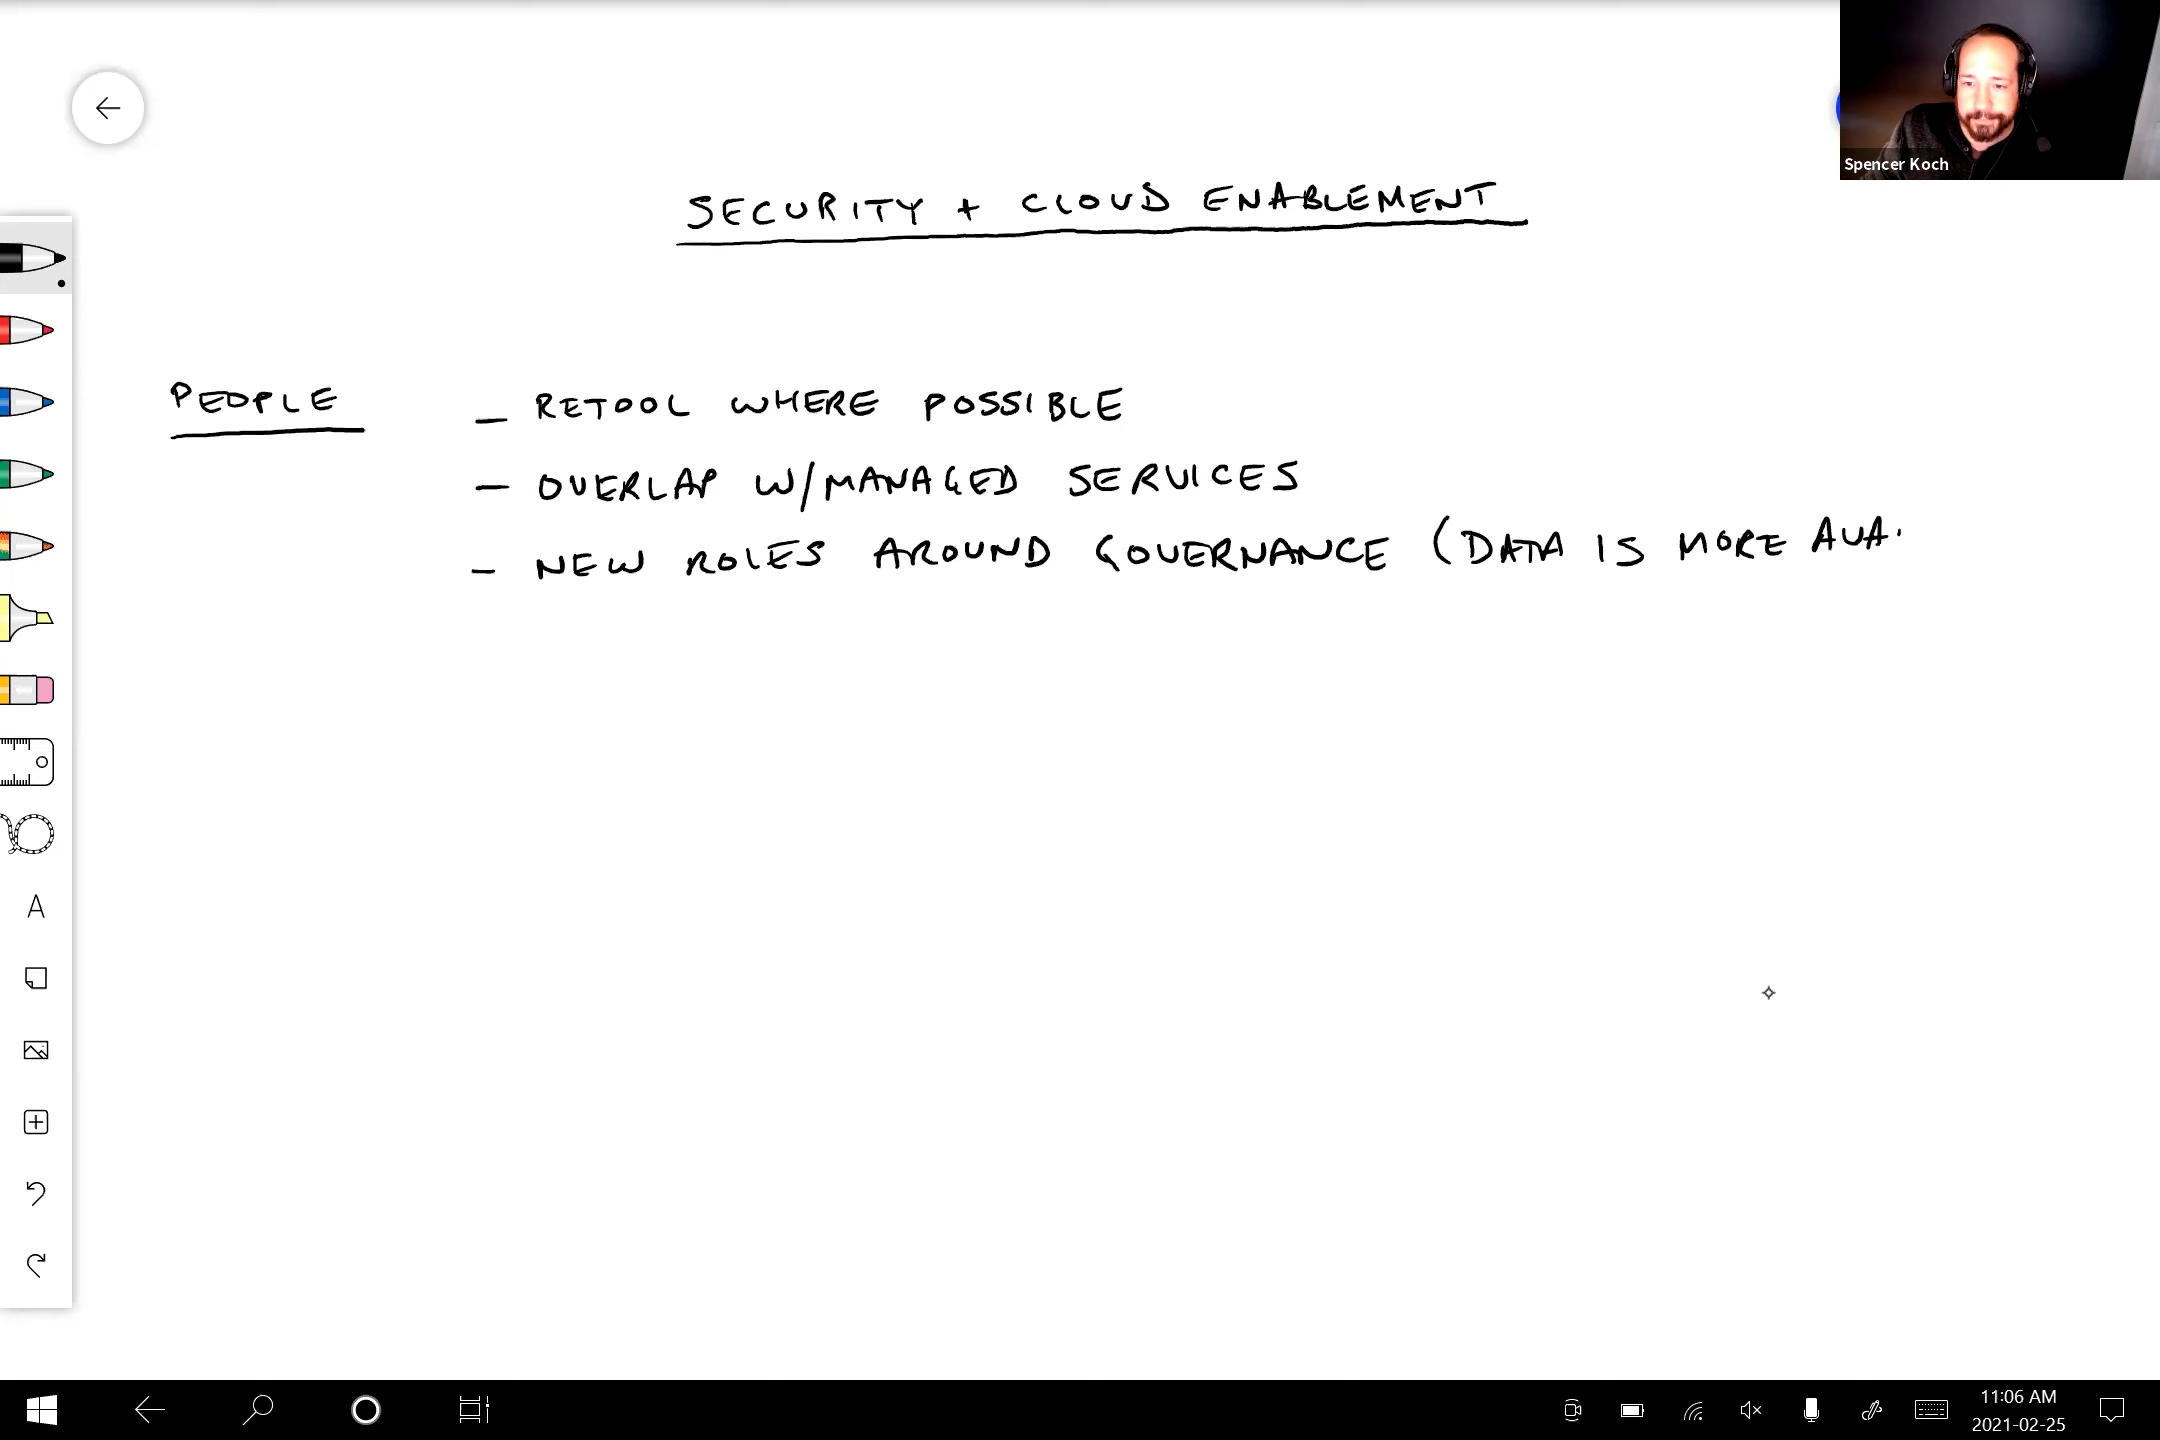 Spencer Koch
SECURITY + CLOUD ENABLEMENT
PEOPLE
- RETOOL WHERE POSSIBLE
- OVERLAP W/MANAGED SERVICES
- NEW ROLES AROUND GOVERNANCE (DATA IS MORE AVA.
A
11:06 AM
2021-02-25